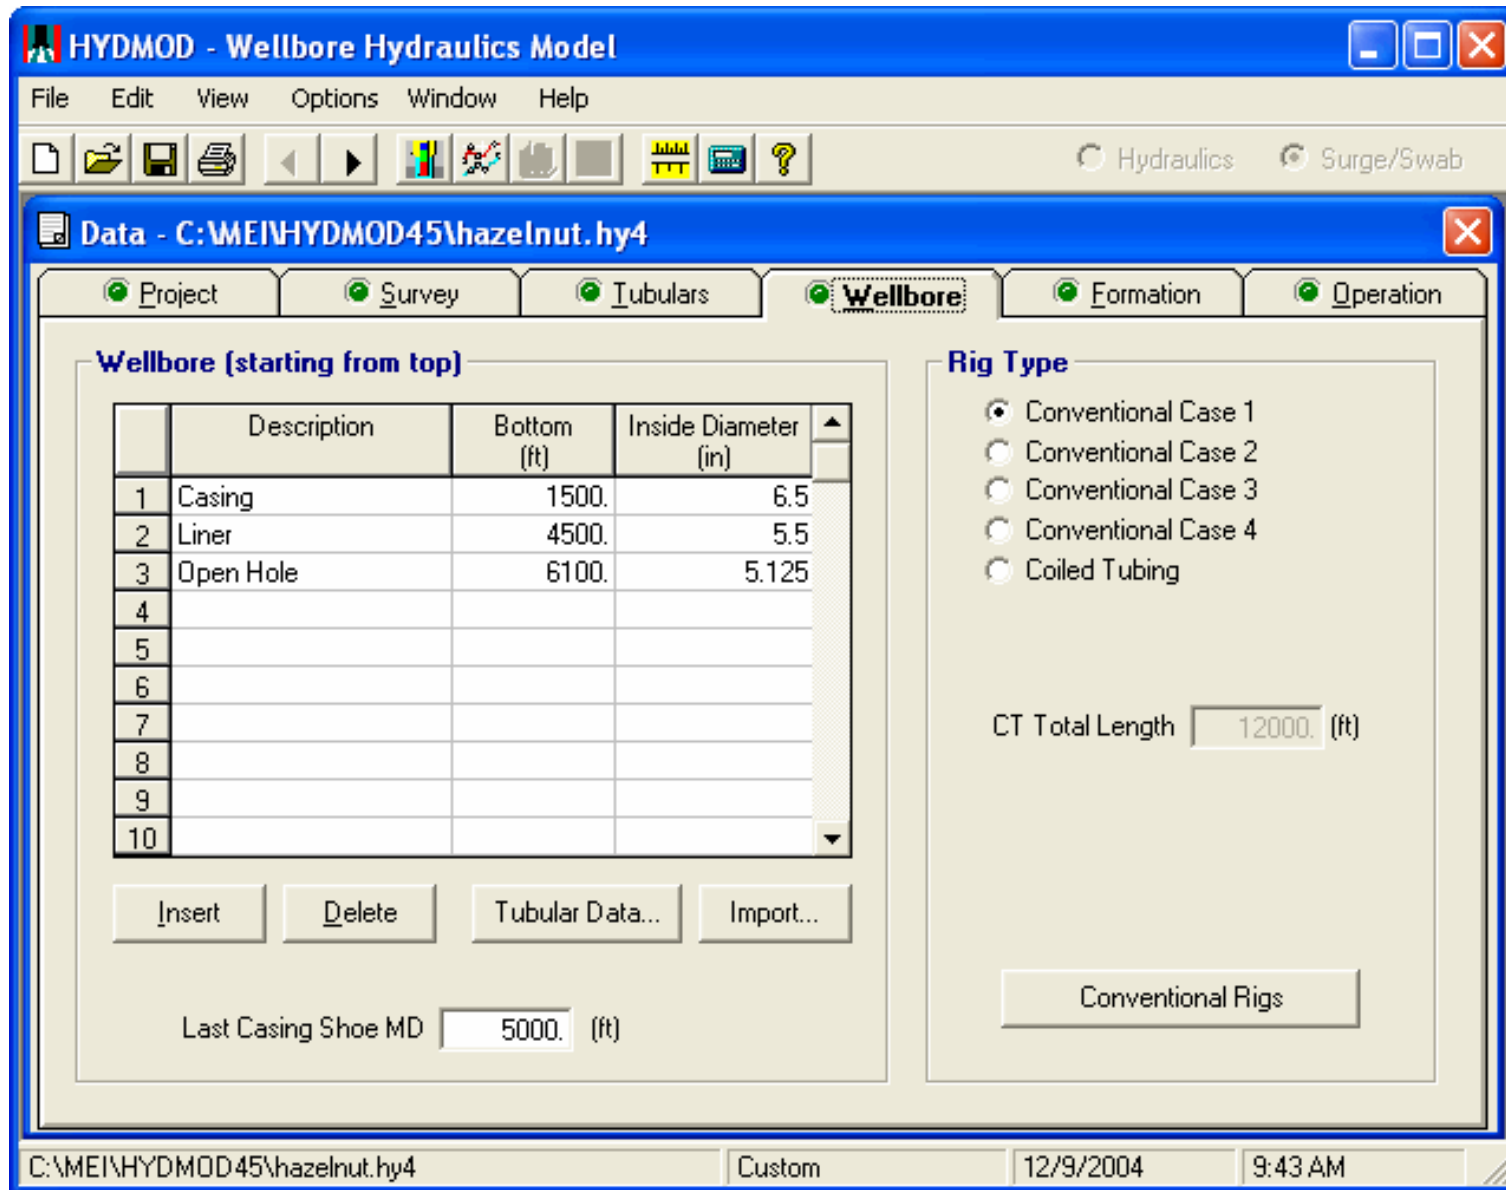 HYDMOD - Wellbore Hydraulics Model
File Edit View Options Window Help
Hydraulics Surge/Swab
Data - C:\MEI\HYDMOD45\hazelnut.hy4
Project Survey Tubulars Wellbore Formation Operation
Wellbore (starting from top)
Description Bottom (ft) Inside Diameter (in)
1 Casing 1500. 6.5
2 Liner 4500. 5.5
3 Open Hole 6100. 5.125
4
5
6
7
8
9
10
Insert Delete Tubular Data... Import...
Last Casing Shoe MD 5000. (ft)
Rig Type
Conventional Case 1
Conventional Case 2
Conventional Case 3
Conventional Case 4
Coiled Tubing
CT Total Length 12000. (ft)
Conventional Rigs
C:\MEI\HYDMOD45\hazelnut.hy4 Custom 12/9/2004 9:43 AM